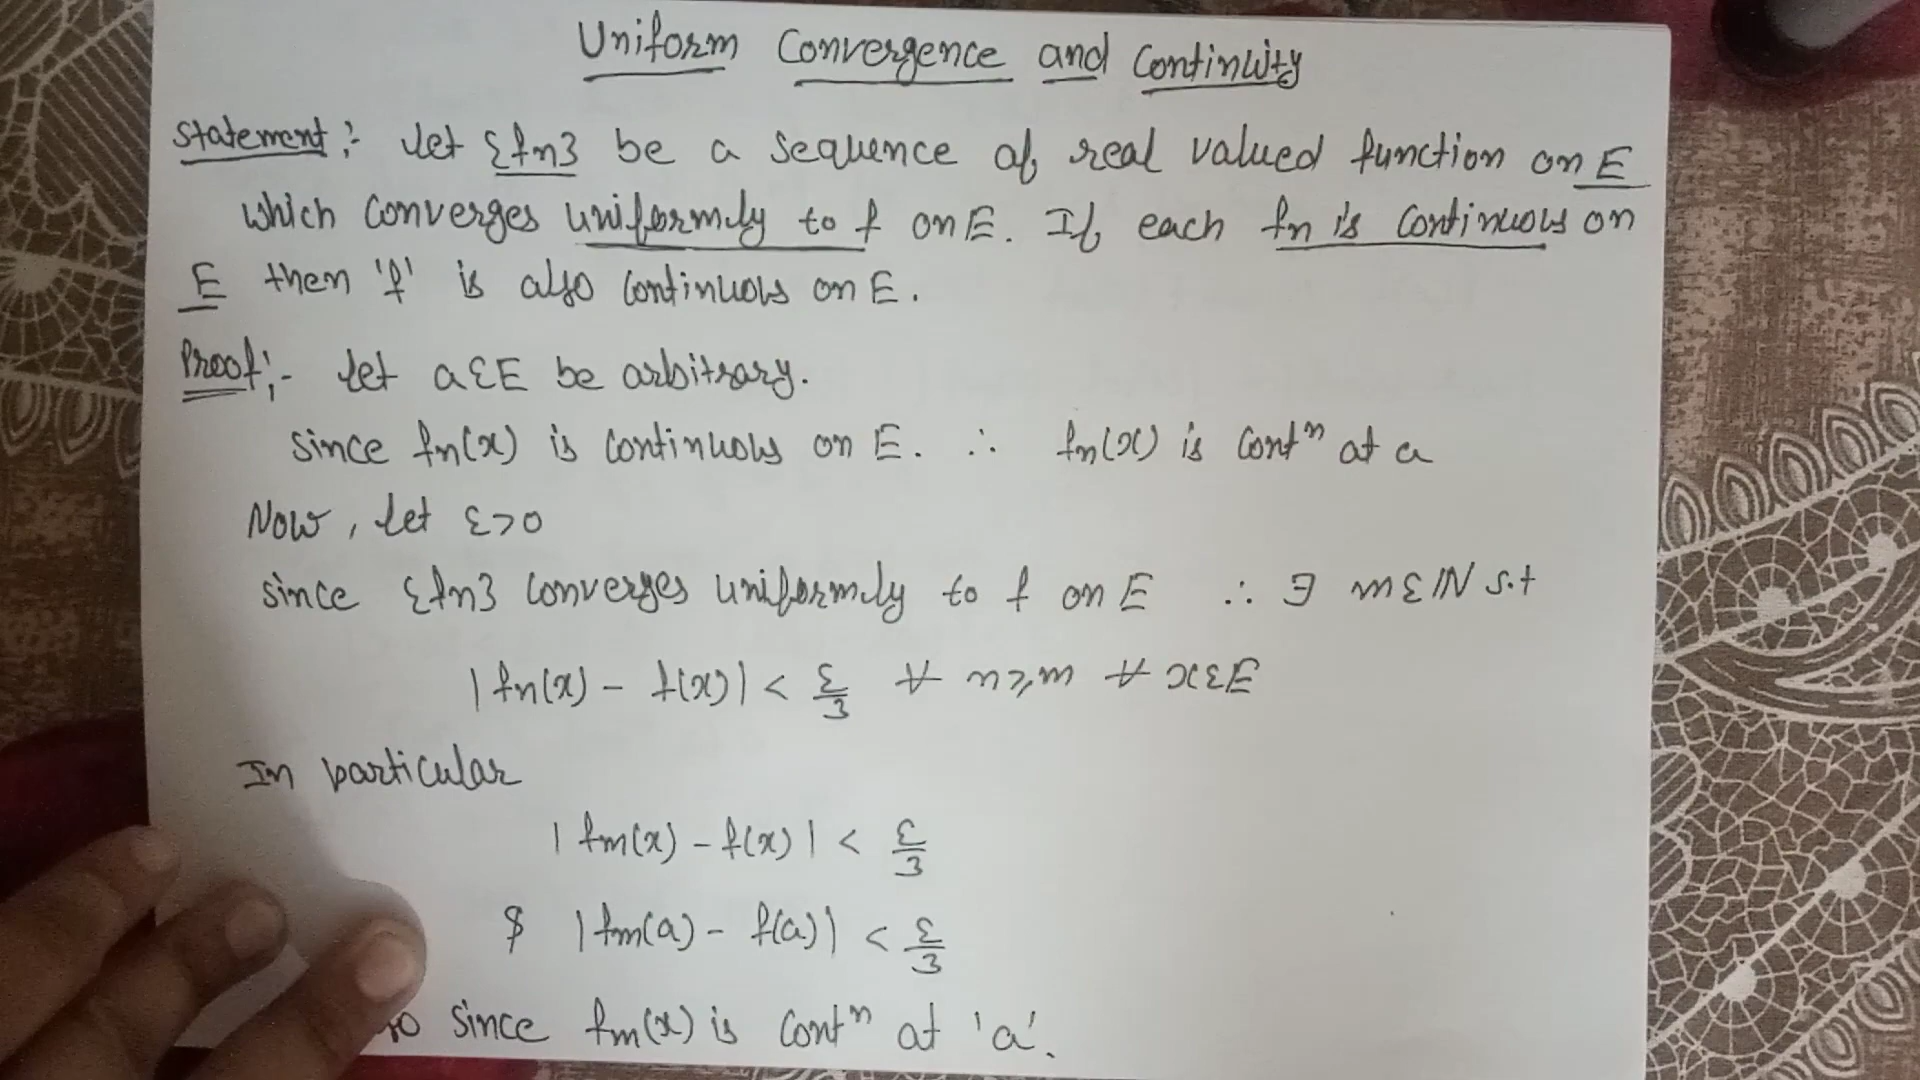 Uniform Convergence and Continuity
Statement:- Let {fn} be a sequence of real valued function on E
which converges uniformly to f on E. If each fn is continuous on
E then 'f' is also continuous on E.
Proof:- Let a ∈ E be arbitrary.
Since fn(x) is continuous on E. ∴ fn(x) is contⁿ at a
Now, Let ε>0
Since {fn} converges uniformly to f on E ∴ ∃ m ∈ ℕ s.t
|fn(x) - f(x)| < ε/3 ∀ n ≥ m ∀ x ∈ E
In particular
|fm(x) - f(x)| < ε/3
& |fm(a) - f(a)| < ε/3
since fm(x) is contⁿ at 'a'.